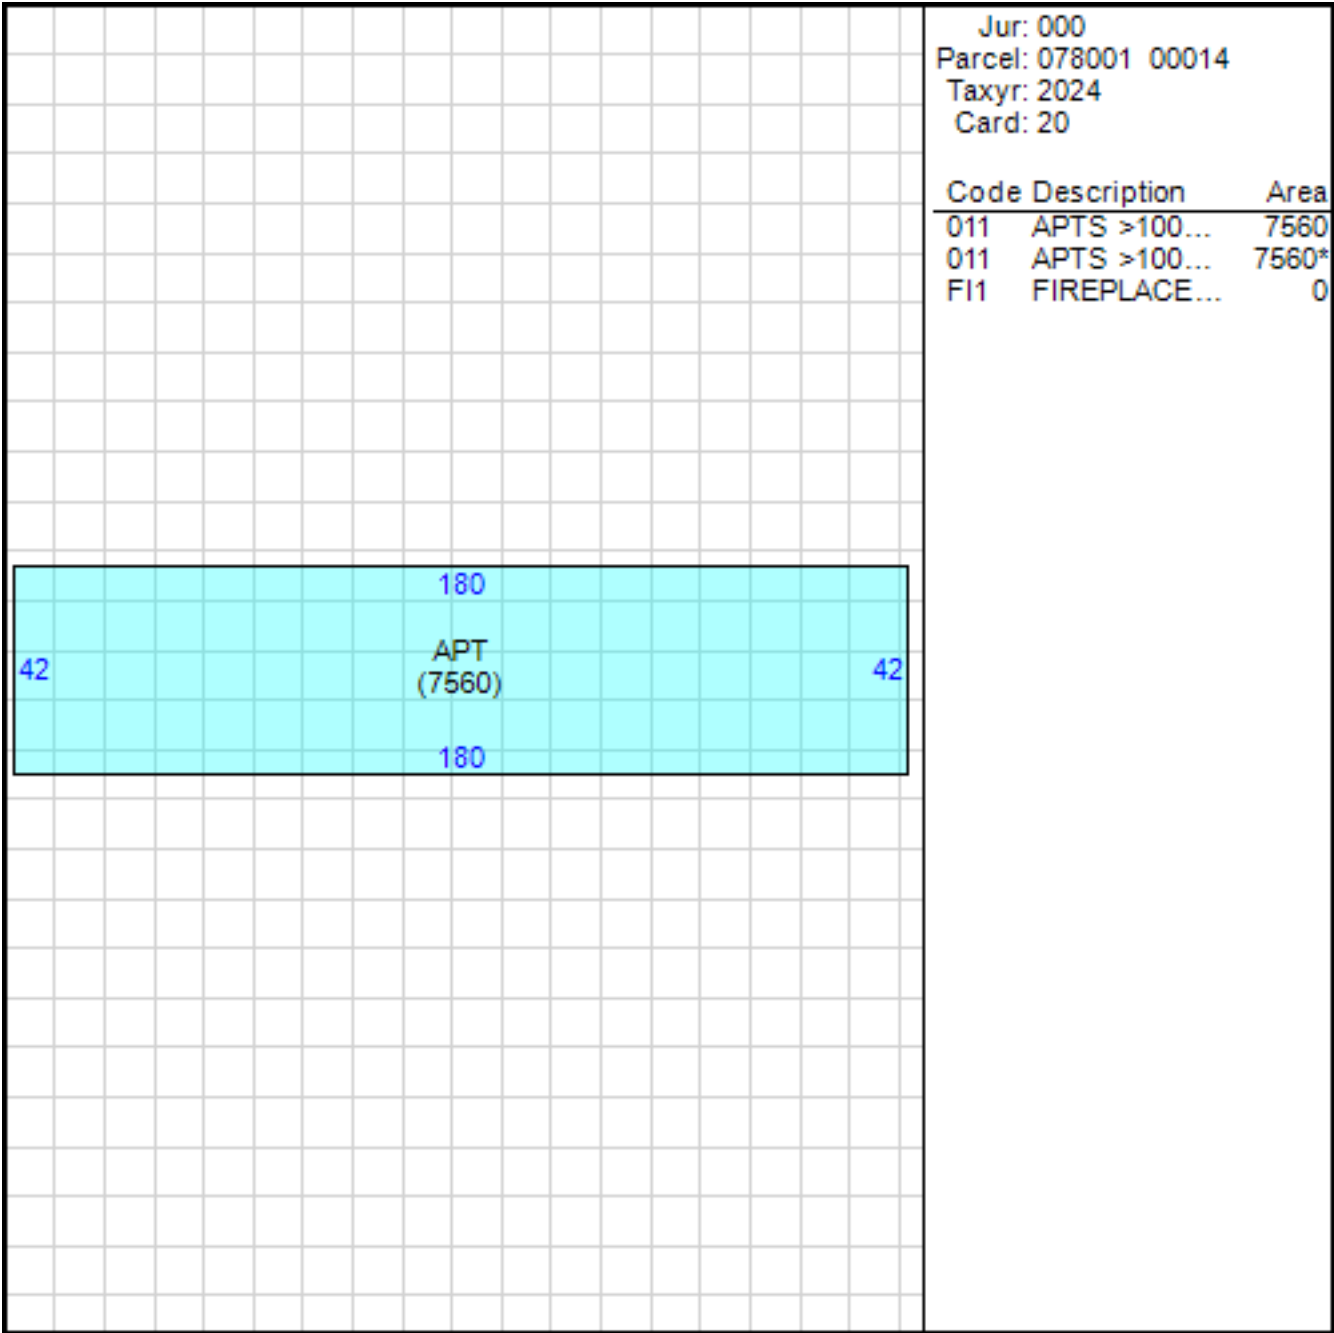 Jur: 000
Parcel: 078001 00014
Taxyr: 2024
Card: 20
Code Description Area
011 APTS >100... 7560
011 APTS >100... 7560*
FI1 FIREPLACE... 0
180
APT
42 42
(7560)
180